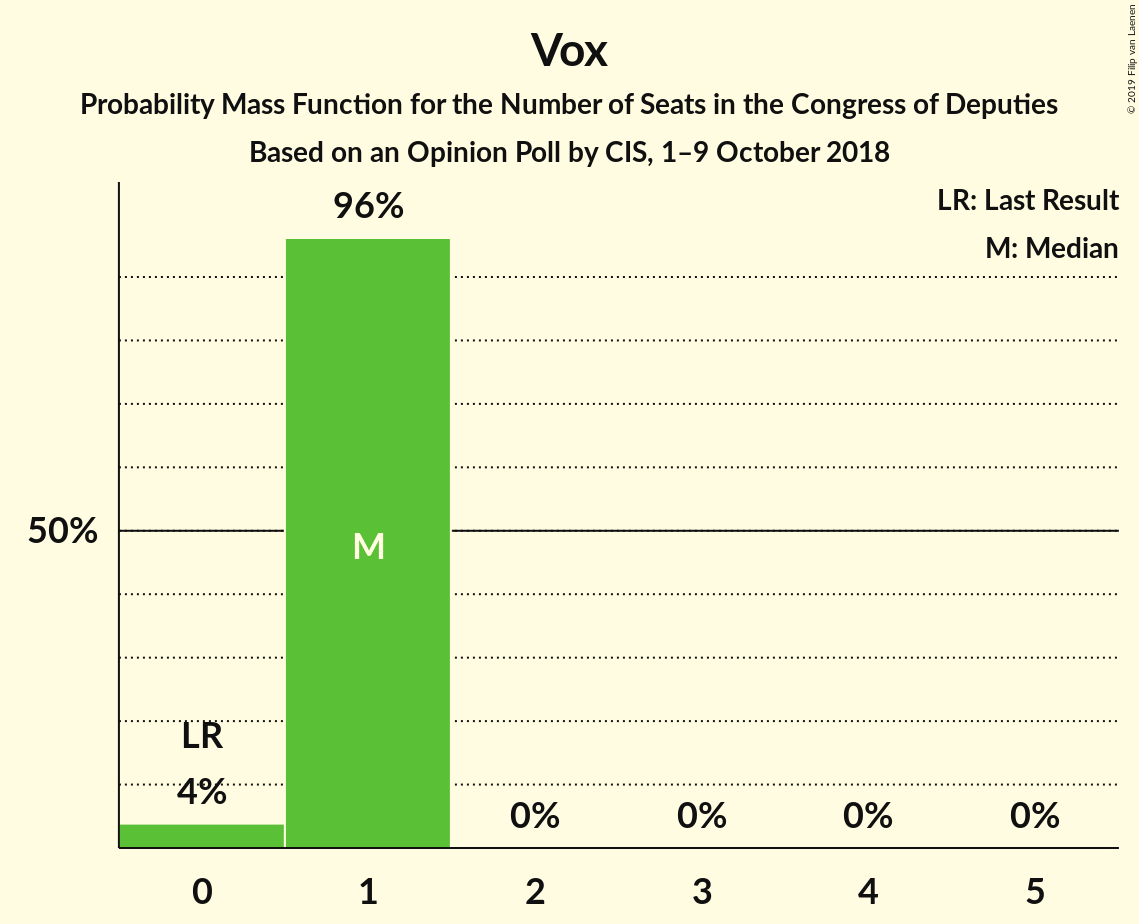 Vox
Probability Mass Function for the Number of Seats in the Congress of Deputies
Based on an Opinion Poll by CIS, 1–9 October 2018
© 2019 Filip van Laenen
LR: Last Result
M: Median
96%
50%
M
LR
4%
0%
0%
0%
0%
0
1
2
3
4
5